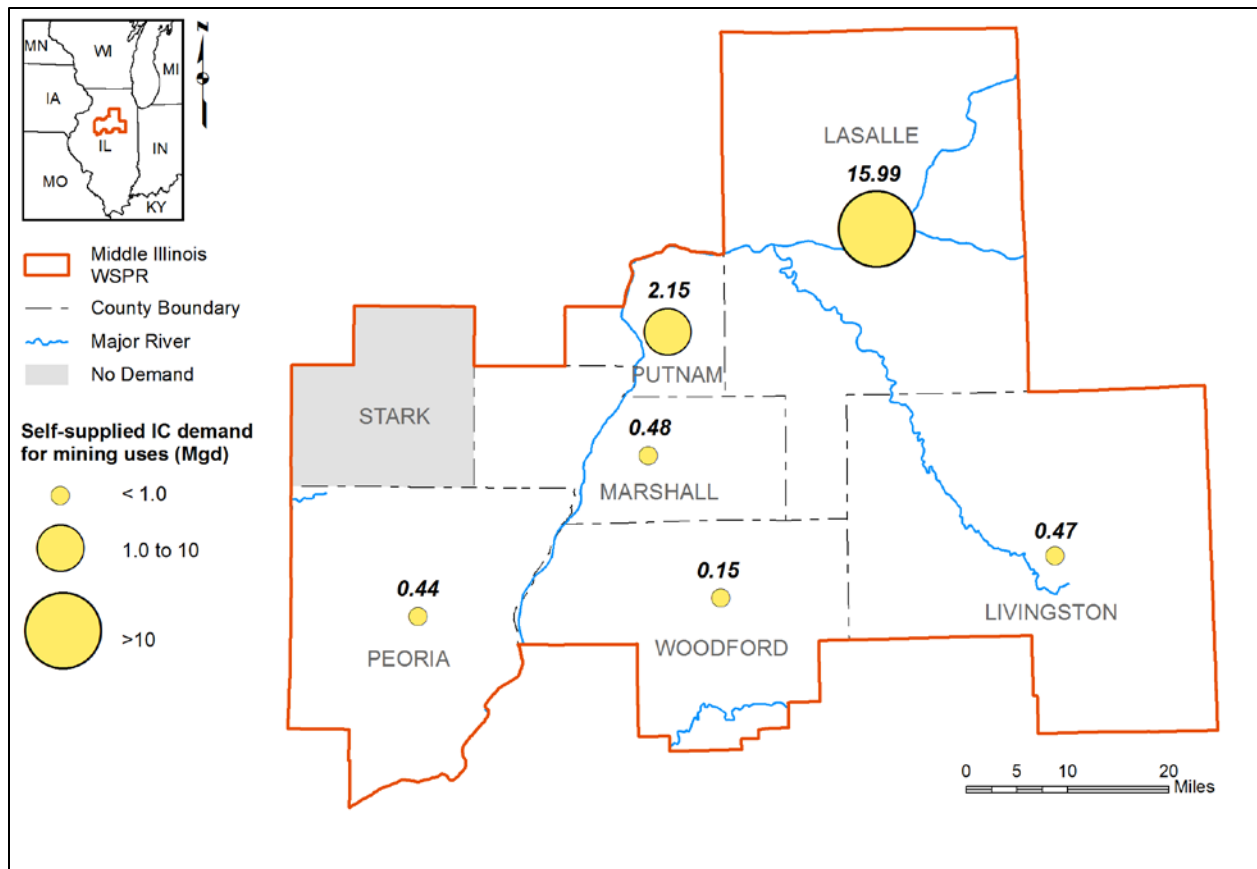 N
MN
WI
MI
IA
IL
IN
MO
KY
Middle Illinois
WSPR
County Boundary
Major River
No Demand
Self-supplied IC demand
for mining uses (Mgd)
< 1.0
1.0 to 10
>10
LASALLE
15.99
2.15
PUTNAM
STARK
0.48
MARSHALL
0.47
LIVINGSTON
0.44
PEORIA
0.15
WOODFORD
0 5 10 20
Miles